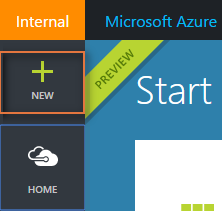 Internal
Microsoft Azure
NEW
PREVIEW
Start
HOME